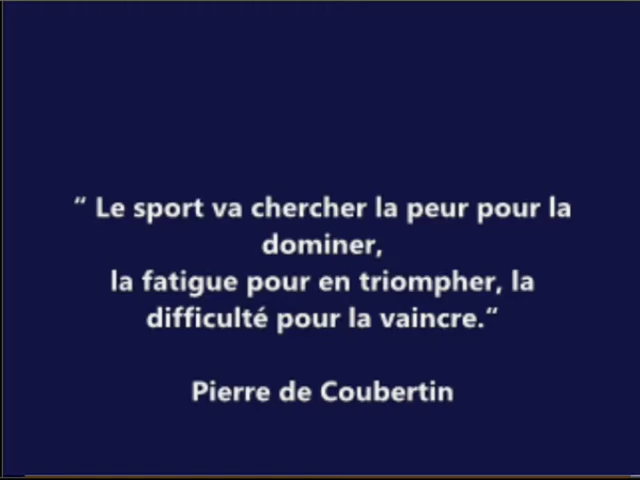 “ Le sport va chercher la peur pour la
dominer,
la fatigue pour en triompher, la
difficulté pour la vaincre.“
Pierre de Coubertin